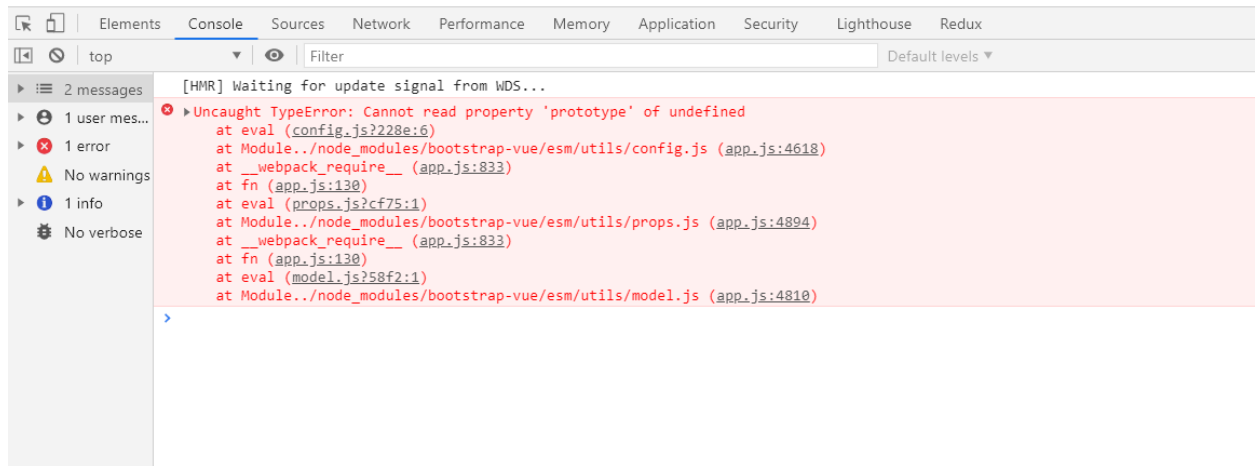 Elements Console Sources Network Performance Memory Application Security Lighthouse Redux
top Filter Default levels
2 messages
1 user mes...
1 error
No warnings
1 info
No verbose
[HMR] Waiting for update signal from WDS...
Uncaught TypeError: Cannot read property 'prototype' of undefined
at eval (config.js?228e:6)
at Module../node_modules/bootstrap-vue/esm/utils/config.js (app.js:4618)
at __webpack_require__ (app.js:833)
at fn (app.js:130)
at eval (props.js?cf75:1)
at Module../node_modules/bootstrap-vue/esm/utils/props.js (app.js:4894)
at __webpack_require__ (app.js:833)
at fn (app.js:130)
at eval (model.js?58f2:1)
at Module../node_modules/bootstrap-vue/esm/utils/model.js (app.js:4810)